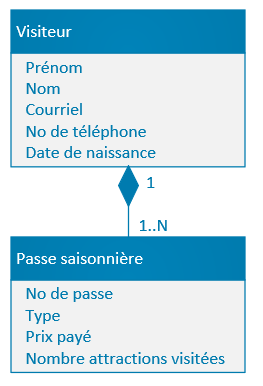 Visiteur
Prénom
Nom
Courriel
No de téléphone
Date de naissance
1
1..N
Passe saisonnière
No de passe
Type
Prix payé
Nombre attractions visitées